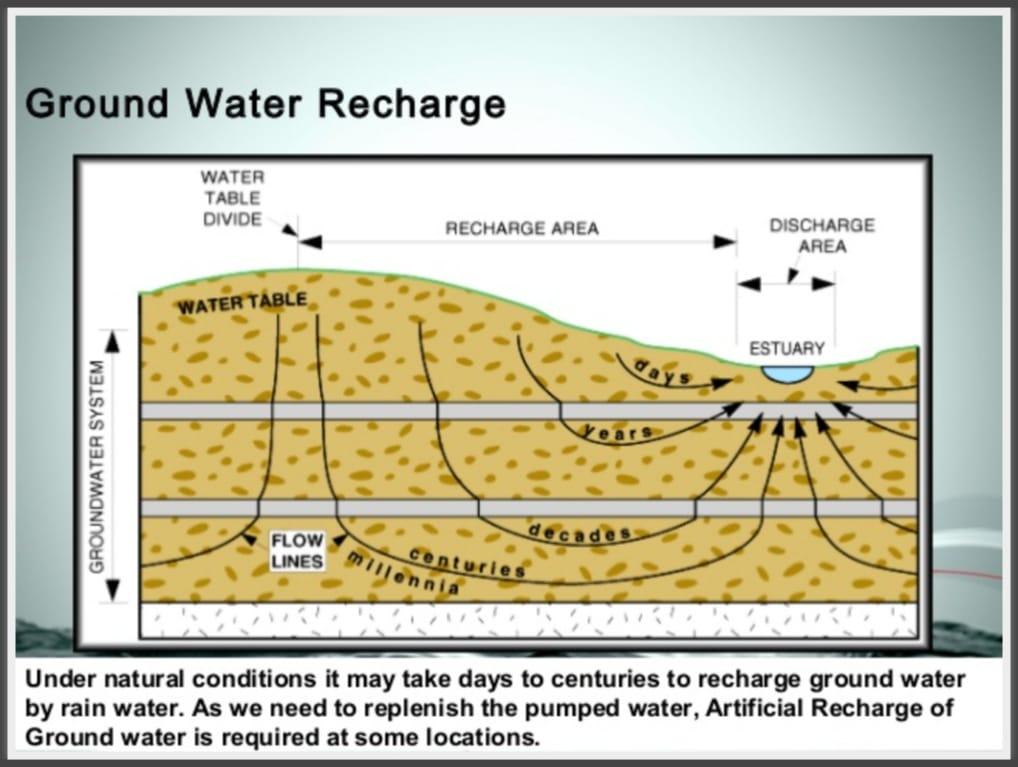 Ground Water Recharge
WATER
TABLE
DIVIDE
RECHARGE AREA
DISCHARGE
AREA
WATER TABLE
ESTUARY
GROUNDWATER SYSTEM
days
years
decades
FLOW
LINES
centuries
millennia
Under natural conditions it may take days to centuries to recharge ground water
by rain water. As we need to replenish the pumped water, Artificial Recharge of
Ground water is required at some locations.